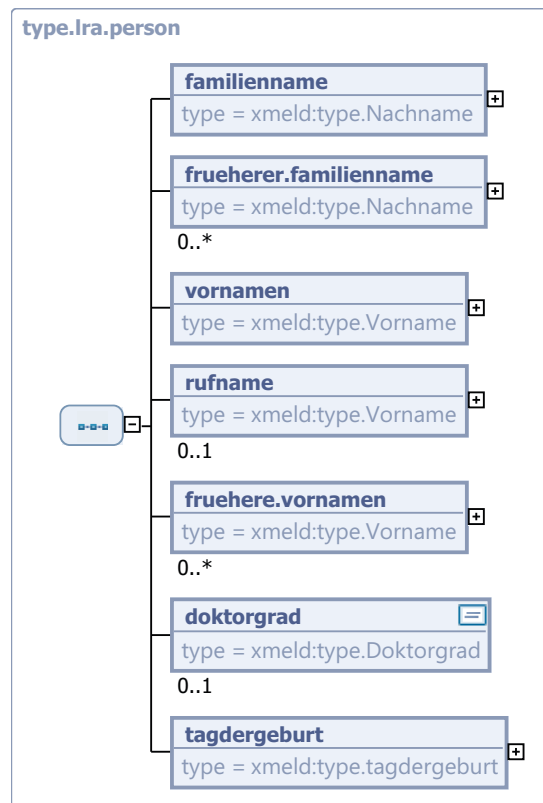 type.lra.person
familienname
type = xmeld:type.Nachname
frueherer.familienname
type = xmeld:type.Nachname
0..*
vornamen
type = xmeld:type.Vorname
rufname
type = xmeld:type.Vorname
0..1
fruehere.vornamen
type = xmeld:type.Vorname
0..*
doktorgrad
type = xmeld:type.Doktorgrad
0..1
tagdergeburt
type = xmeld:type.tagdergeburt